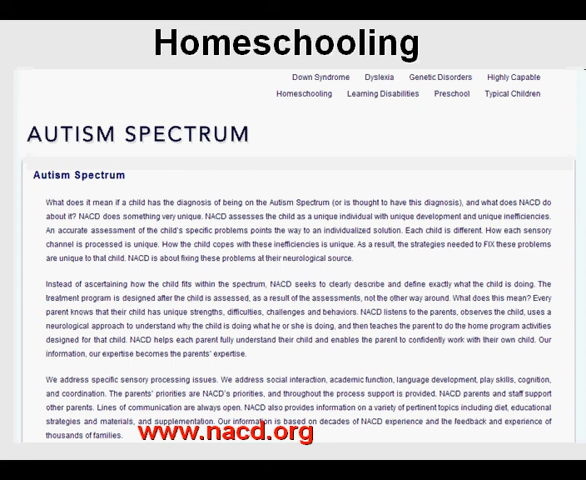 Homeschooling
Down Syndrome Dyslexia Genetic Disorders Highly Capable
Homeschooling Learning Disabilities Preschool Typical Children
AUTISM SPECTRUM
Autism Spectrum
What does it mean if a child has the diagnosis of being on the Autism Spectrum (or is thought to have this diagnosis), and what does NACD do
about it? NACD does something very unique. NACD assesses the child as a unique individual with unique development and unique inefficiencies.
An accurate assessment of the child's specific problems points the way to an individualized solution. Each child is different. How each sensory
channel is processed is unique. How the child copes with these inefficiencies is unique. As a result, the strategies needed to FIX these problems
are unique to that child. NACD is about fixing these problems at their neurological source.
Instead of ascertaining how the child fits within the spectrum, NACD seeks to clearly describe and define exactly what the child is doing. The
treatment program is designed after the child is assessed, as a result of the assessments, not the other way around. What does this mean? Every
parent knows that their child has unique strengths, difficulties, challenges and behaviors. NACD listens to the parents, observes the child, uses a
neurological approach to understand why the child is doing what he or she is doing, and then teaches the parent to do the home program activities
designed for that child. NACD helps each parent fully understand their child and enables the parent to confidently work with their own child. Our
information, our expertise becomes the parents' expertise.
We address specific sensory processing issues. We address social interaction, academic function, language development, play skills, cognition,
and coordination. The parents' priorities are NACD's priorities, and throughout the process support is provided. NACD parents and staff support
other parents. Lines of communication are always open. NACD also provides information on a variety of pertinent topics including diet, educational
strategies and materials, and supplementation. Our information is based on decades of NACD experience and the feedback and experience of
thousands of families.
www.nacd.org